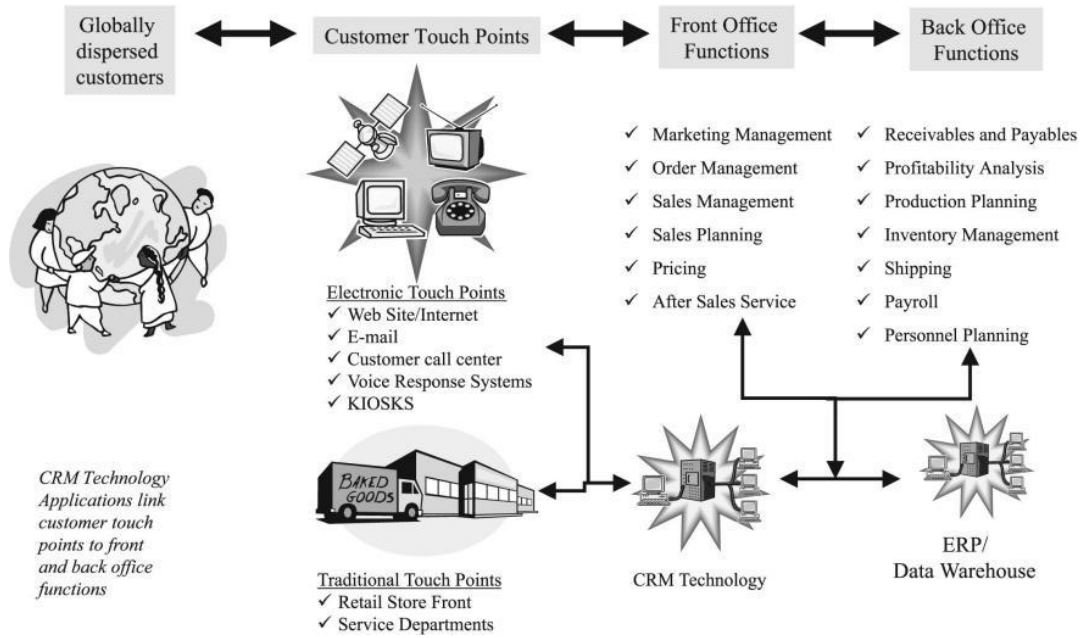 Globally
dispersed
customers
Customer Touch Points
Front Office
Functions
Back Office
Functions
✓ Marketing Management
✓ Order Management
✓ Sales Management
✓ Sales Planning
✓ Pricing
✓ After Sales Service
✓ Receivables and Payables
✓ Profitability Analysis
✓ Production Planning
✓ Inventory Management
✓ Shipping
✓ Payroll
✓ Personnel Planning
Electronic Touch Points
✓ Web Site/Internet
✓ E-mail
✓ Customer call center
✓ Voice Response Systems
✓ KIOSKS
BAKED
GOODS
Traditional Touch Points
✓ Retail Store Front
✓ Service Departments
CRM Technology
ERP/
Data Warehouse
CRM Technology
Applications link
customer touch
points to front
and back office
functions